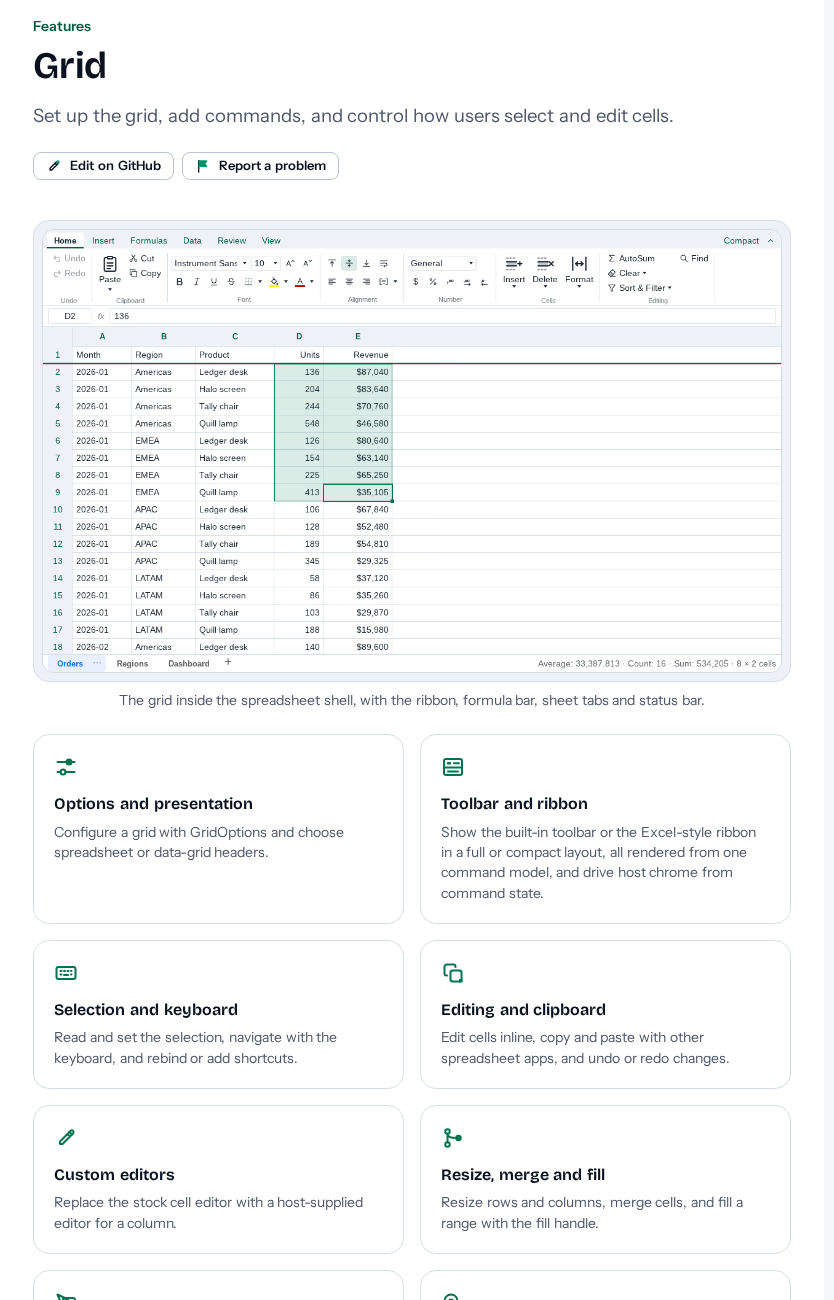 Features
Grid
Set up the grid, add commands, and control how users select and edit cells.
Edit on GitHub Report a problem
Home Insert Formulas Data Review View Compact
Undo Redo Undo
Paste Cut Copy Clipboard
Instrument Sans 10 A^ A˅ B I U S A Font
Alignment
General $ % Number
Insert Delete Format Cells
AutoSum Clear Sort & Filter Find Editing
D2 fx 136
A B C D E
1 Month Region Product Units Revenue
2 2026-01 Americas Ledger desk 136 $87,040
3 2026-01 Americas Halo screen 204 $83,640
4 2026-01 Americas Tally chair 244 $70,760
5 2026-01 Americas Quill lamp 548 $46,580
6 2026-01 EMEA Ledger desk 126 $80,640
7 2026-01 EMEA Halo screen 154 $63,140
8 2026-01 EMEA Tally chair 225 $65,250
9 2026-01 EMEA Quill lamp 413 $35,105
10 2026-01 APAC Ledger desk 106 $67,840
11 2026-01 APAC Halo screen 128 $52,480
12 2026-01 APAC Tally chair 189 $54,810
13 2026-01 APAC Quill lamp 345 $29,325
14 2026-01 LATAM Ledger desk 58 $37,120
15 2026-01 LATAM Halo screen 86 $35,260
16 2026-01 LATAM Tally chair 103 $29,870
17 2026-01 LATAM Quill lamp 188 $15,980
18 2026-02 Americas Ledger desk 140 $89,600
Orders ··· Regions Dashboard + Average: 33,387.813 · Count: 16 · Sum: 534,205 · 8 × 2 cells
The grid inside the spreadsheet shell, with the ribbon, formula bar, sheet tabs and status bar.
Options and presentation
Configure a grid with GridOptions and choose
spreadsheet or data-grid headers.
Toolbar and ribbon
Show the built-in toolbar or the Excel-style ribbon
in a full or compact layout, all rendered from one
command model, and drive host chrome from
command state.
Selection and keyboard
Read and set the selection, navigate with the
keyboard, and rebind or add shortcuts.
Editing and clipboard
Edit cells inline, copy and paste with other
spreadsheet apps, and undo or redo changes.
Custom editors
Replace the stock cell editor with a host-supplied
editor for a column.
Resize, merge and fill
Resize rows and columns, merge cells, and fill a
range with the fill handle.